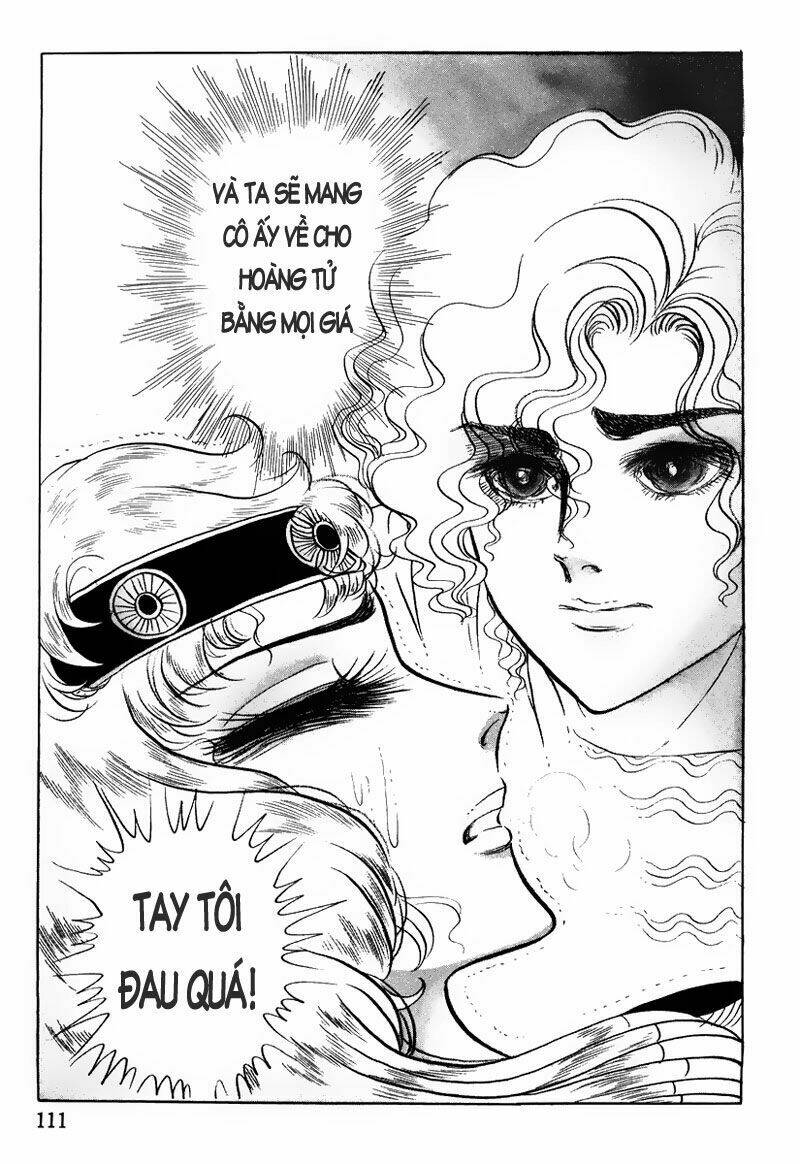 VÀ TA SẼ MANG
CÔ ẤY VỀ CHO
HOÀNG TỬ
BẰNG MỌI GIÁ
TAY TÔI
ĐAU QUÁ!
111